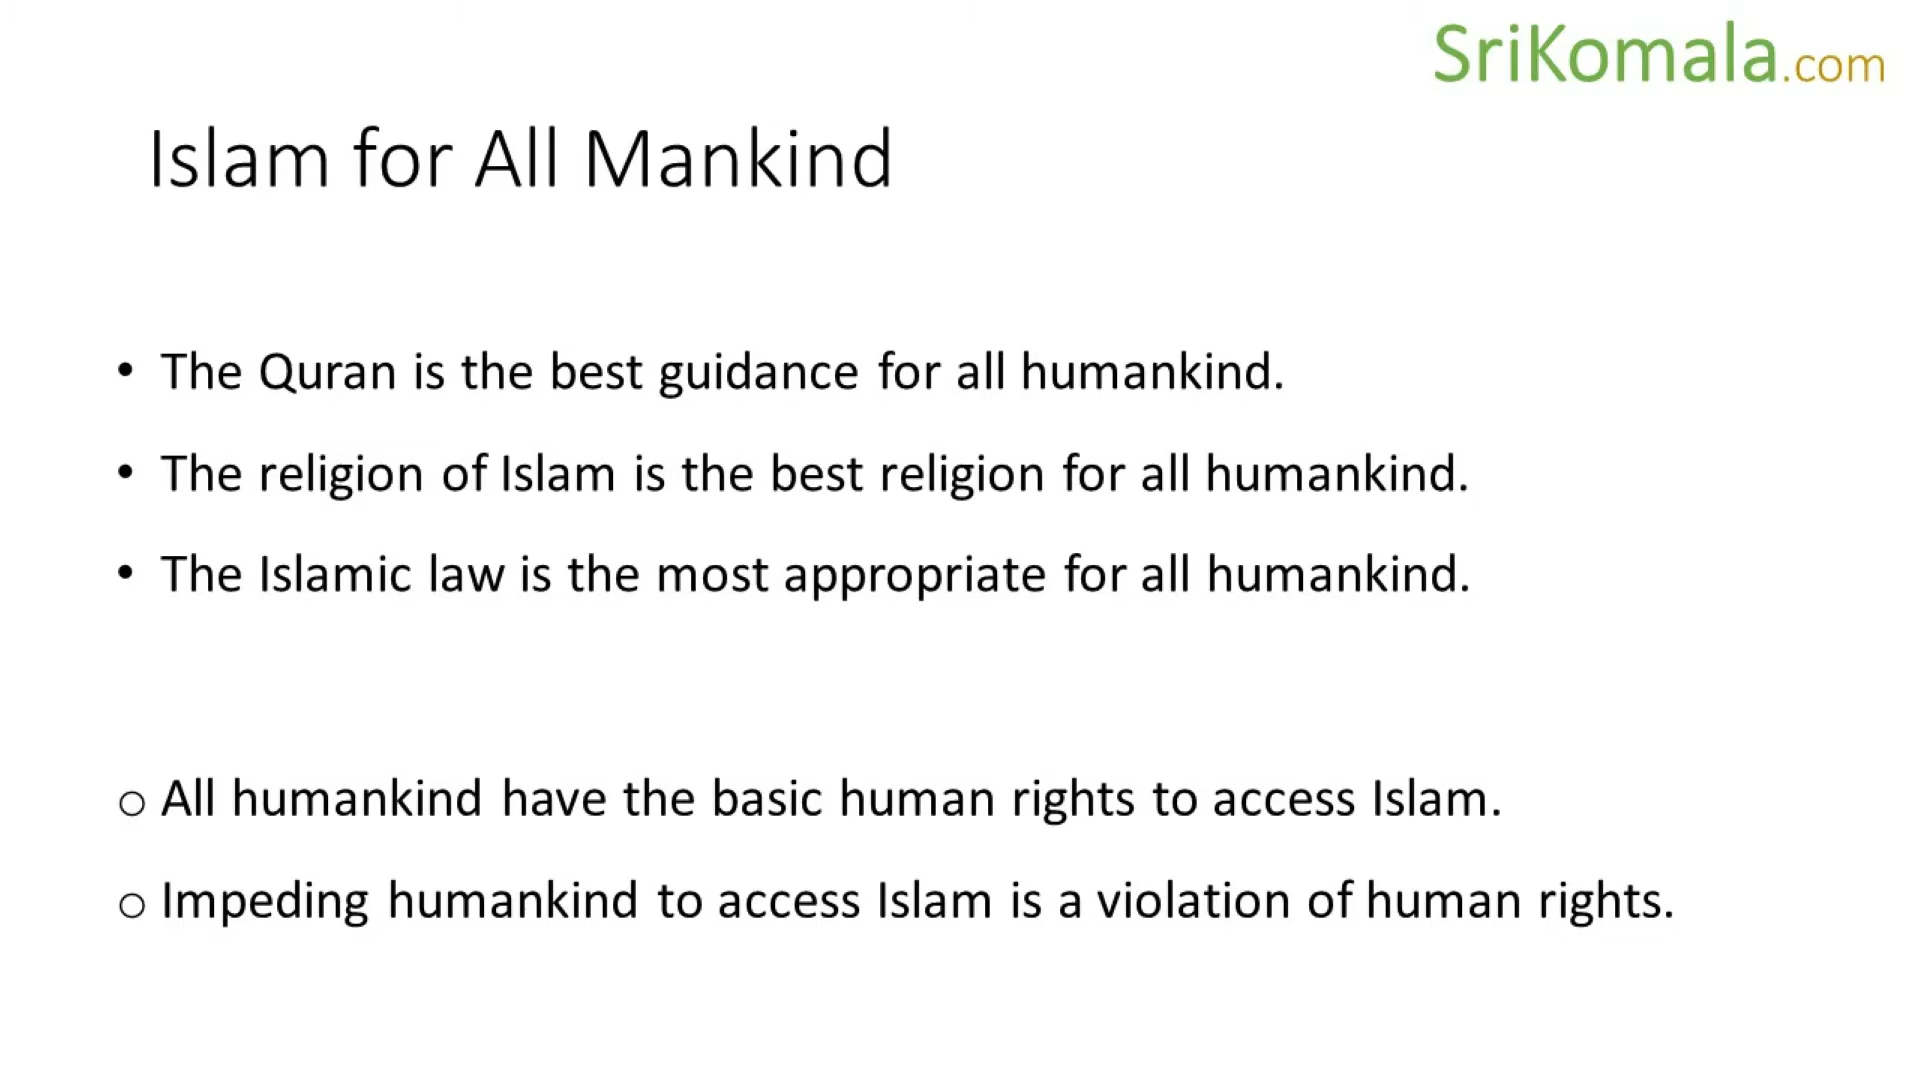 SriKomala.com
Islam for All Mankind
• The Quran is the best guidance for all humankind.
• The religion of Islam is the best religion for all humankind.
• The Islamic law is the most appropriate for all humankind.
o All humankind have the basic human rights to access Islam.
o Impeding humankind to access Islam is a violation of human rights.